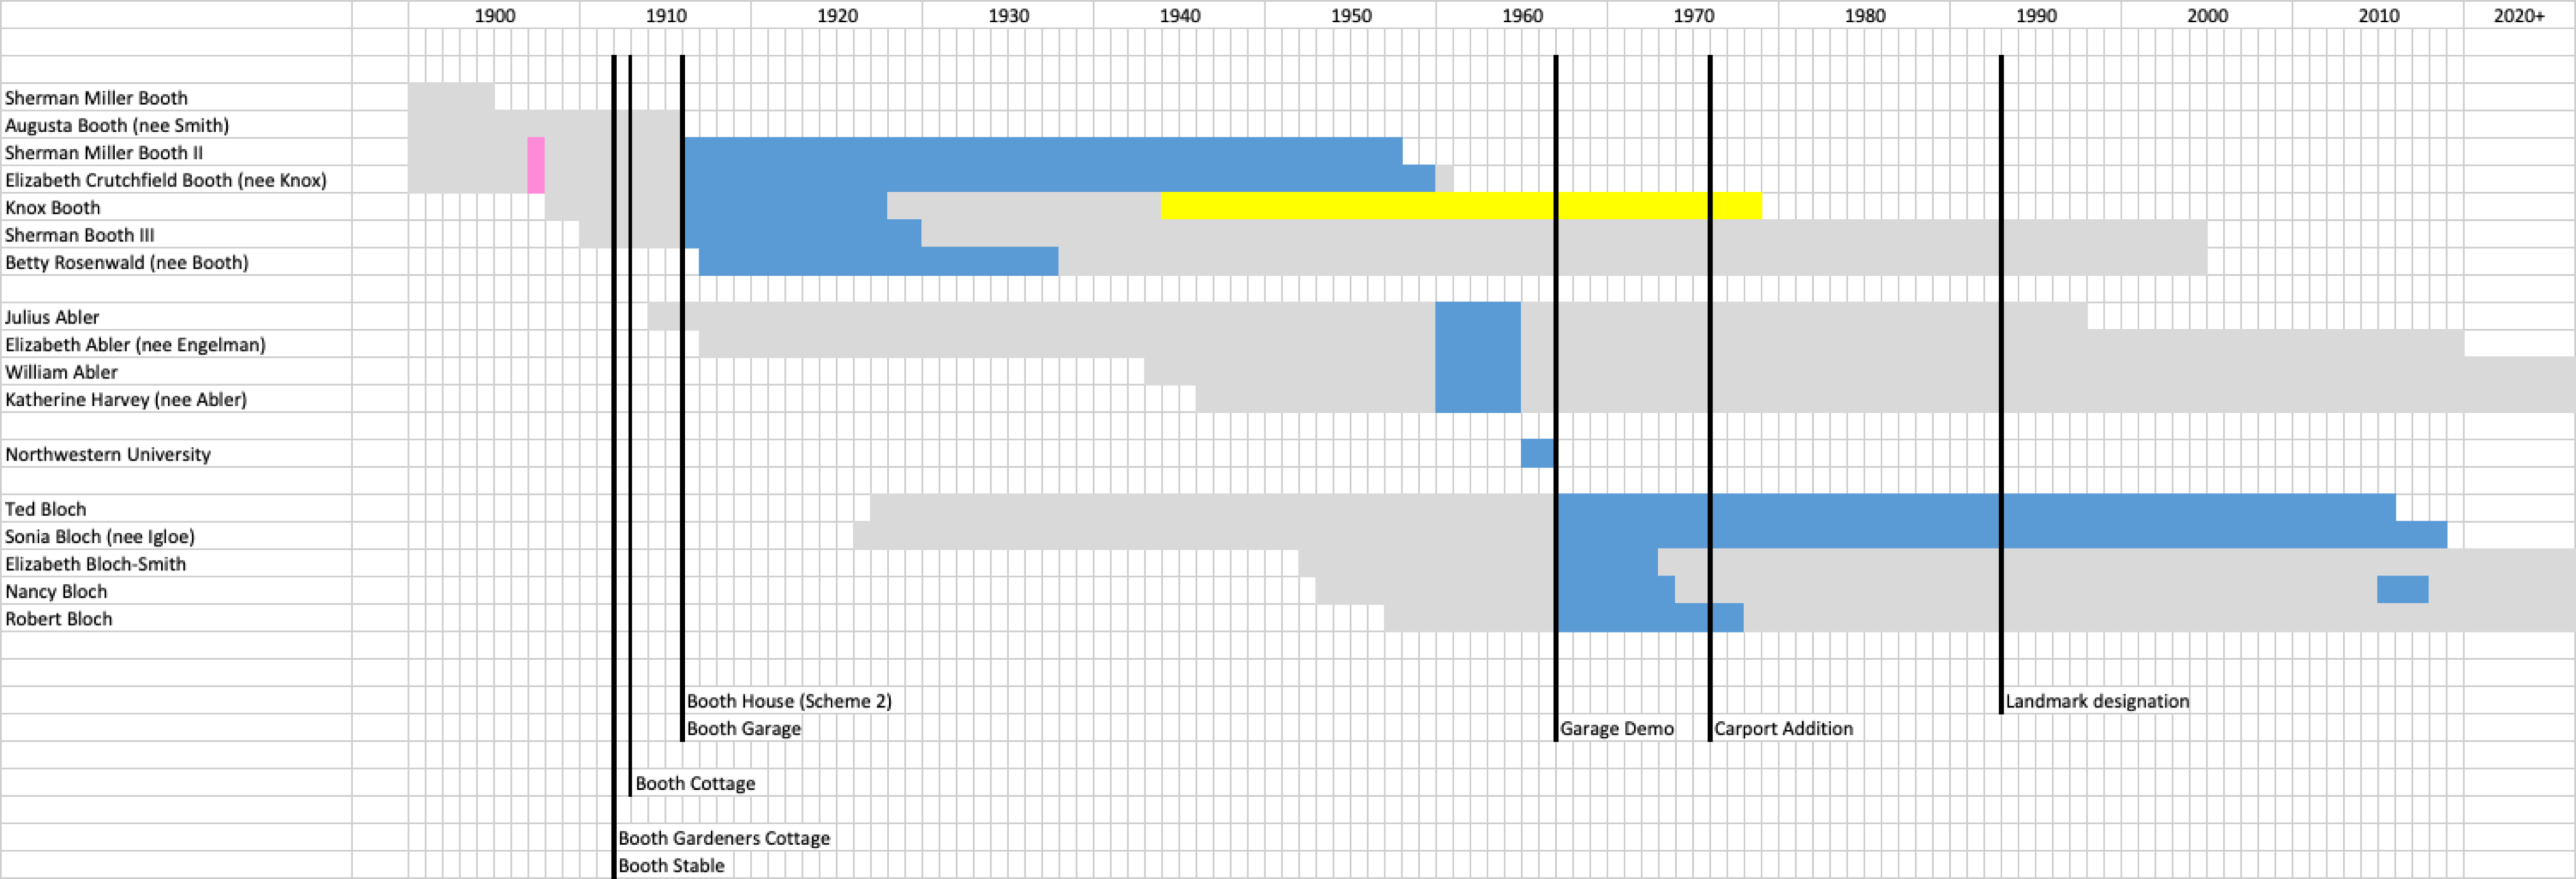 1900 1910 1920 1930 1940 1950 1960 1970 1980 1990 2000 2010 2020+
Sherman Miller Booth
Augusta Booth (nee Smith)
Sherman Miller Booth II
Elizabeth Crutchfield Booth (nee Knox)
Knox Booth
Sherman Booth III
Betty Rosenwald (nee Booth)
Julius Abler
Elizabeth Abler (nee Engelman)
William Abler
Katherine Harvey (nee Abler)
Northwestern University
Ted Bloch
Sonia Bloch (nee Igloe)
Elizabeth Bloch-Smith
Nancy Bloch
Robert Bloch
Booth House (Scheme 2) Landmark designation
Booth Garage Garage Demo Carport Addition
Booth Cottage
Booth Gardeners Cottage
Booth Stable